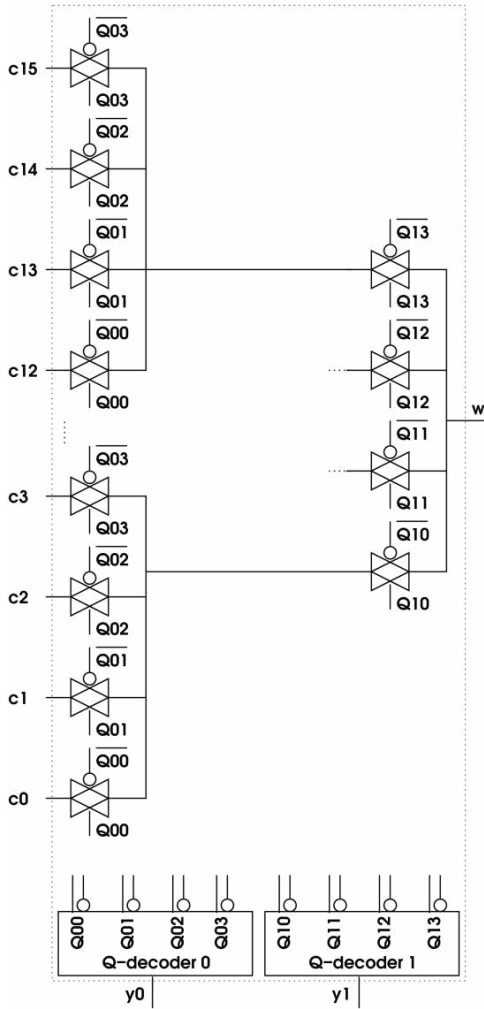 Q03
c15
Q03
Q02
c14
Q02
Q01
c13
Q01
Q13
Q13
Q00
c12
Q00
Q12
Q12
w
Q11
Q11
Q03
c3
Q03
Q10
Q10
Q02
c2
Q02
Q01
c1
Q01
Q00
c0
Q00
Q00 Q01 Q02 Q03
Q-decoder 0
y0
Q10 Q11 Q12 Q13
Q-decoder 1
y1